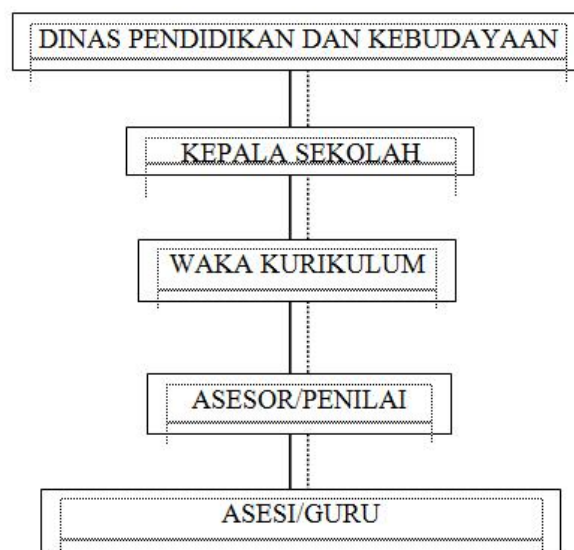 DINAS PENDIDIKAN DAN KEBUDAYAAN
KEPALA SEKOLAH
WAKA KURIKULUM
ASESOR/PENILAI
ASESI/GURU